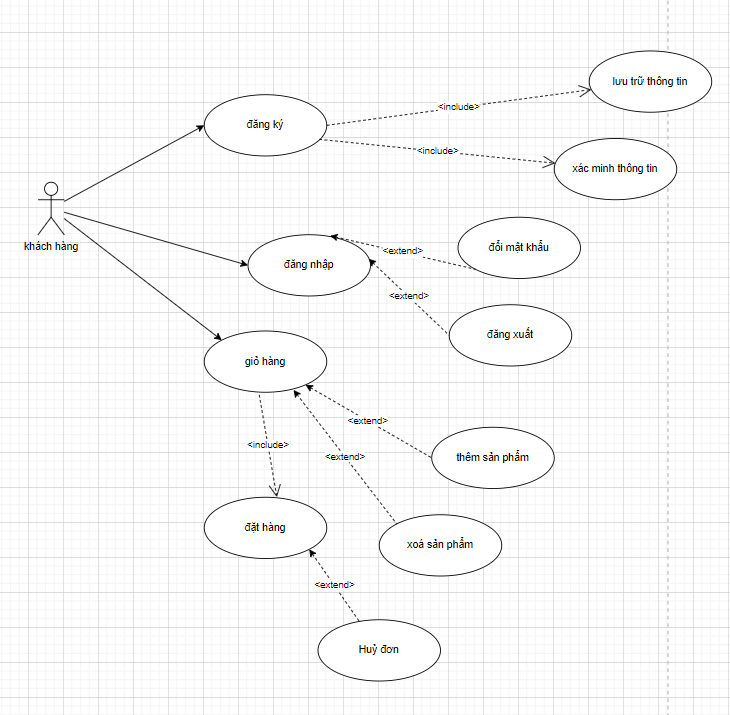 lưu trữ thông tin
<include>
đăng ký
<include>
xác minh thông tin
khách hàng
đổi mật khẩu
<extend>
đăng nhập
<extend>
đăng xuất
giỏ hàng
<extend>
<include>
<extend>
thêm sản phẩm
đặt hàng
xoá sản phẩm
<extend>
Huỷ đơn